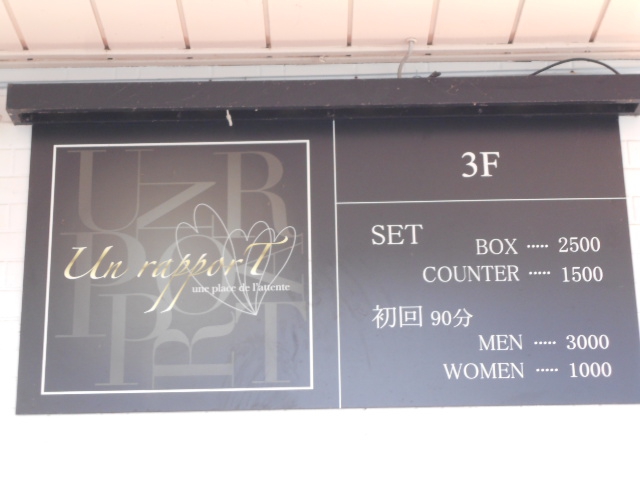 Un rapporT
une place de l'attente
3F
SET
BOX ····· 2500
COUNTER ····· 1500
初回 90分
MEN ····· 3000
WOMEN ····· 1000